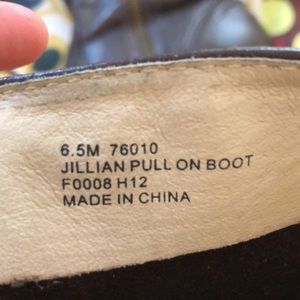 6.5M 76010
JILLIAN PULL ON BOOT
F0008 H12
MADE IN CHINA